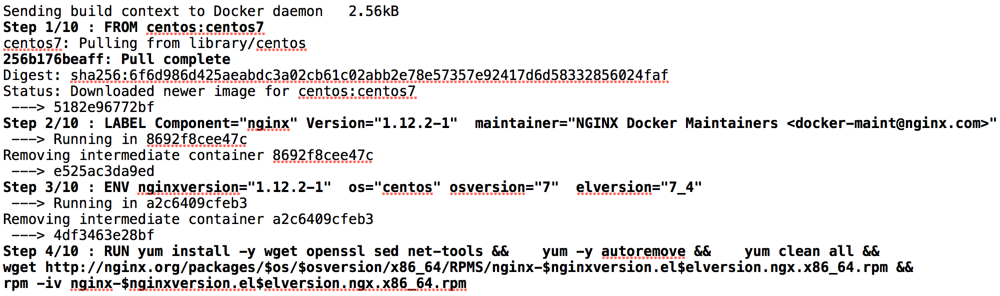 Sending build context to Docker daemon   2.56kB
Step 1/10 : FROM centos:centos7
centos7: Pulling from library/centos
256b176beaff: Pull complete
Digest: sha256:6f6d986d425aeabdc3a02cb61c02abb2e78e57357e92417d6d58332856024faf
Status: Downloaded newer image for centos:centos7
 ---> 5182e96772bf
Step 2/10 : LABEL Component="nginx" Version="1.12.2-1"  maintainer="NGINX Docker Maintainers <docker-maint@nginx.com>"
 ---> Running in 8692f8cee47c
Removing intermediate container 8692f8cee47c
 ---> e525ac3da9ed
Step 3/10 : ENV nginxversion="1.12.2-1"  os="centos" osversion="7"  elversion="7_4"
 ---> Running in a2c6409cfeb3
Removing intermediate container a2c6409cfeb3
 ---> 4df3463e28bf
Step 4/10 : RUN yum install -y wget openssl sed net-tools &&    yum -y autoremove &&    yum clean all &&
wget http://nginx.org/packages/$os/$osversion/x86_64/RPMS/nginx-$nginxversion.el$elversion.ngx.x86_64.rpm &&
rpm -iv nginx-$nginxversion.el$elversion.ngx.x86_64.rpm